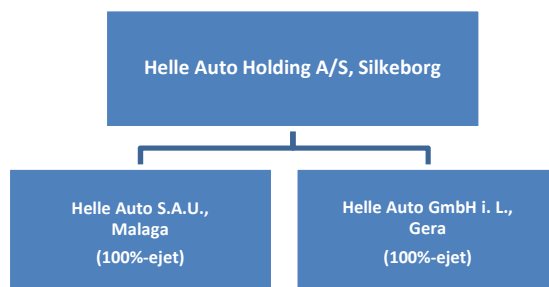 Helle Auto Holding A/S, Silkeborg
Helle Auto S.A.U.,
Malaga
(100%-ejet)
Helle Auto GmbH i. L.,
Gera
(100%-ejet)